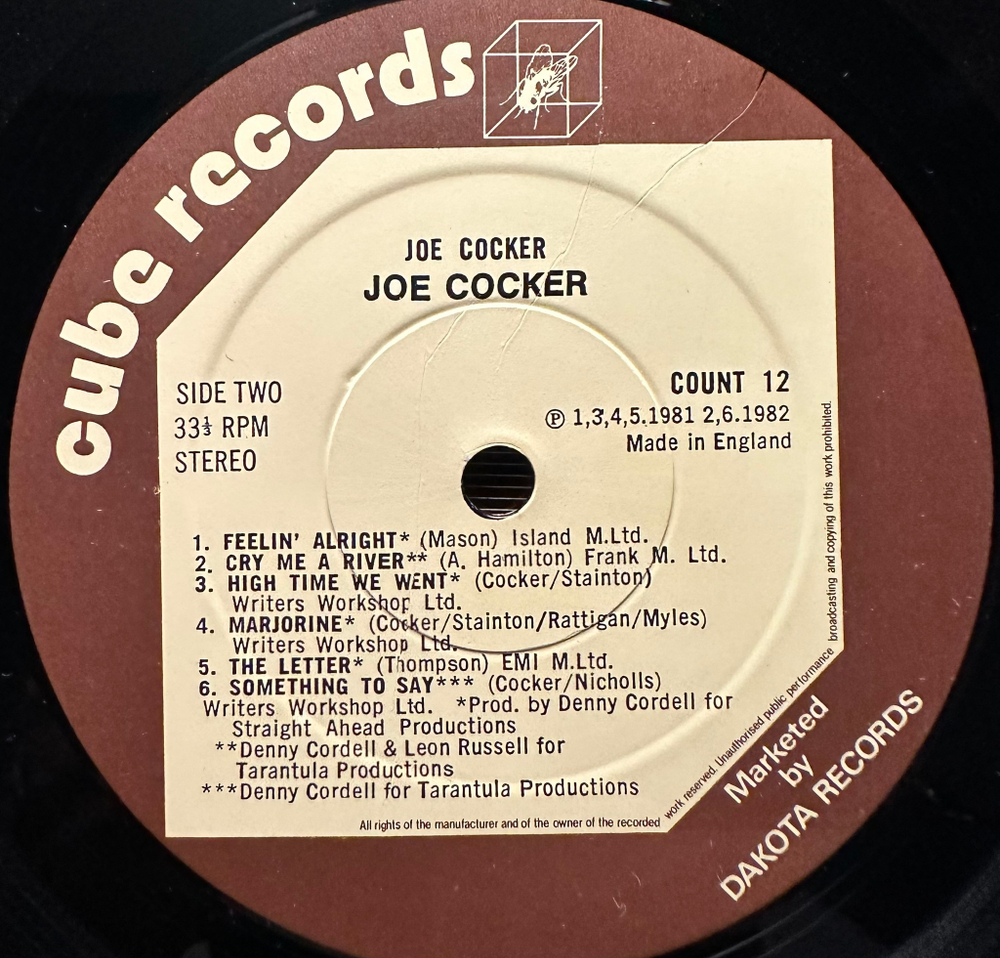 cube records
JOE COCKER
JOE COCKER
SIDE TWO
33⅓ RPM
STEREO
COUNT 12
Ⓟ 1,3,4,5.1981 2,6.1982
Made in England
1. FEELIN' ALRIGHT* (Mason) Island M.Ltd.
2. CRY ME A RIVER** (A. Hamilton) Frank M. Ltd.
3. HIGH TIME WE WENT* (Cocker/Stainton)
Writers Workshop Ltd.
4. MARJORINE* (Cocker/Stainton/Rattigan/Myles)
Writers Workshop Ltd.
5. THE LETTER* (Thompson) EMI M.Ltd.
6. SOMETHING TO SAY*** (Cocker/Nicholls)
Writers Workshop Ltd. *Prod. by Denny Cordell for
Straight Ahead Productions
**Denny Cordell & Leon Russell for
Tarantula Productions
***Denny Cordell for Tarantula Productions
All rights of the manufacturer and of the owner of the recorded work reserved. Unauthorised public performance broadcasting and copying of this work prohibited.
Marketed
by
DAKOTA RECORDS